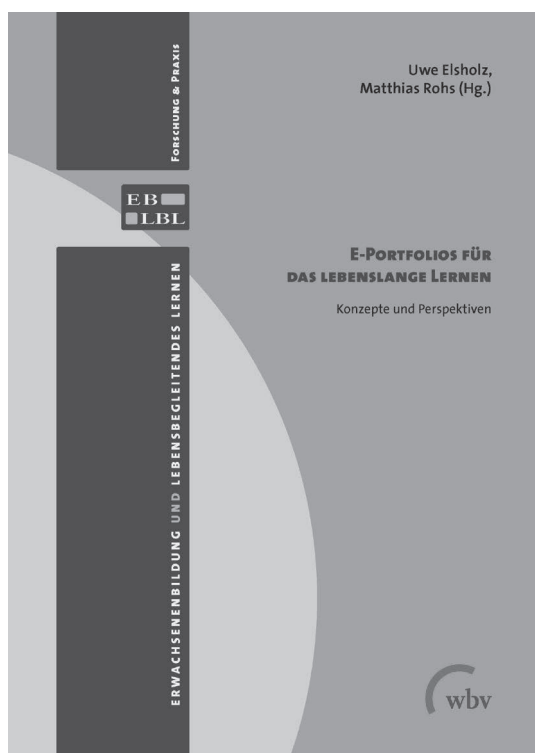 Uwe Elsholz,
Matthias Rohs (Hg.)
FORSCHUNG & PRAXIS
EB
LBL
E-PORTFOLIOS FÜR
DAS LEBENSLANGE LERNEN
Konzepte und Perspektiven
ERWACHSENENBILDUNG UND LEBENSBEGLEITENDES LERNEN
wbv